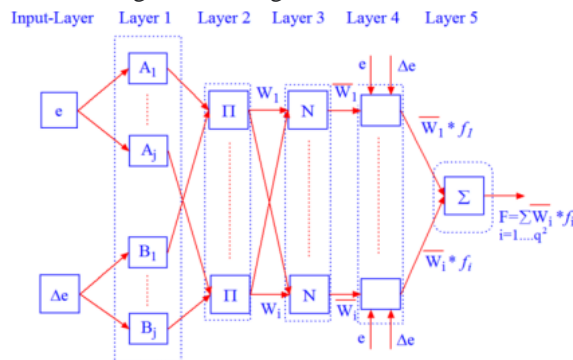 Input-Layer Layer 1 Layer 2 Layer 3 Layer 4 Layer 5
e Δe
A₁
W₁
W̅₁
e
Π
N
W̅₁ * f₁
Aⱼ
Σ
F=∑W̅ᵢ * fᵢ
i=1...q²
B₁
W̅ᵢ * fᵢ
Δe
Π
N
Wᵢ
W̅ᵢ
Bⱼ
e Δe